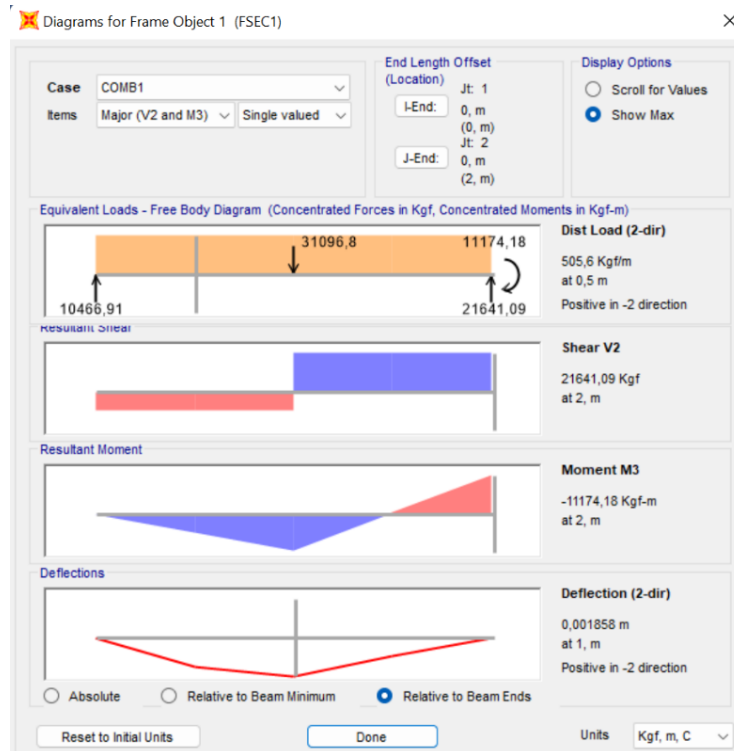 Diagrams for Frame Object 1 (FSEC1)
Case COMB1
Items Major (V2 and M3) Single valued
End Length Offset
(Location)
Jt: 1
I-End: 0, m
(0, m)
Jt: 2
J-End: 0, m
(2, m)
Display Options
Scroll for Values
Show Max
Equivalent Loads - Free Body Diagram (Concentrated Forces in Kgf, Concentrated Moments in Kgf-m)
31096,8 11174,18
10466,91 21641,09
Dist Load (2-dir)
505,6 Kgf/m
at 0,5 m
Positive in -2 direction
Resultant Shear
Shear V2
21641,09 Kgf
at 2, m
Resultant Moment
Moment M3
-11174,18 Kgf-m
at 2, m
Deflections
Deflection (2-dir)
0,001858 m
at 1, m
Positive in -2 direction
Absolute Relative to Beam Minimum Relative to Beam Ends
Reset to Initial Units Done Units Kgf, m, C